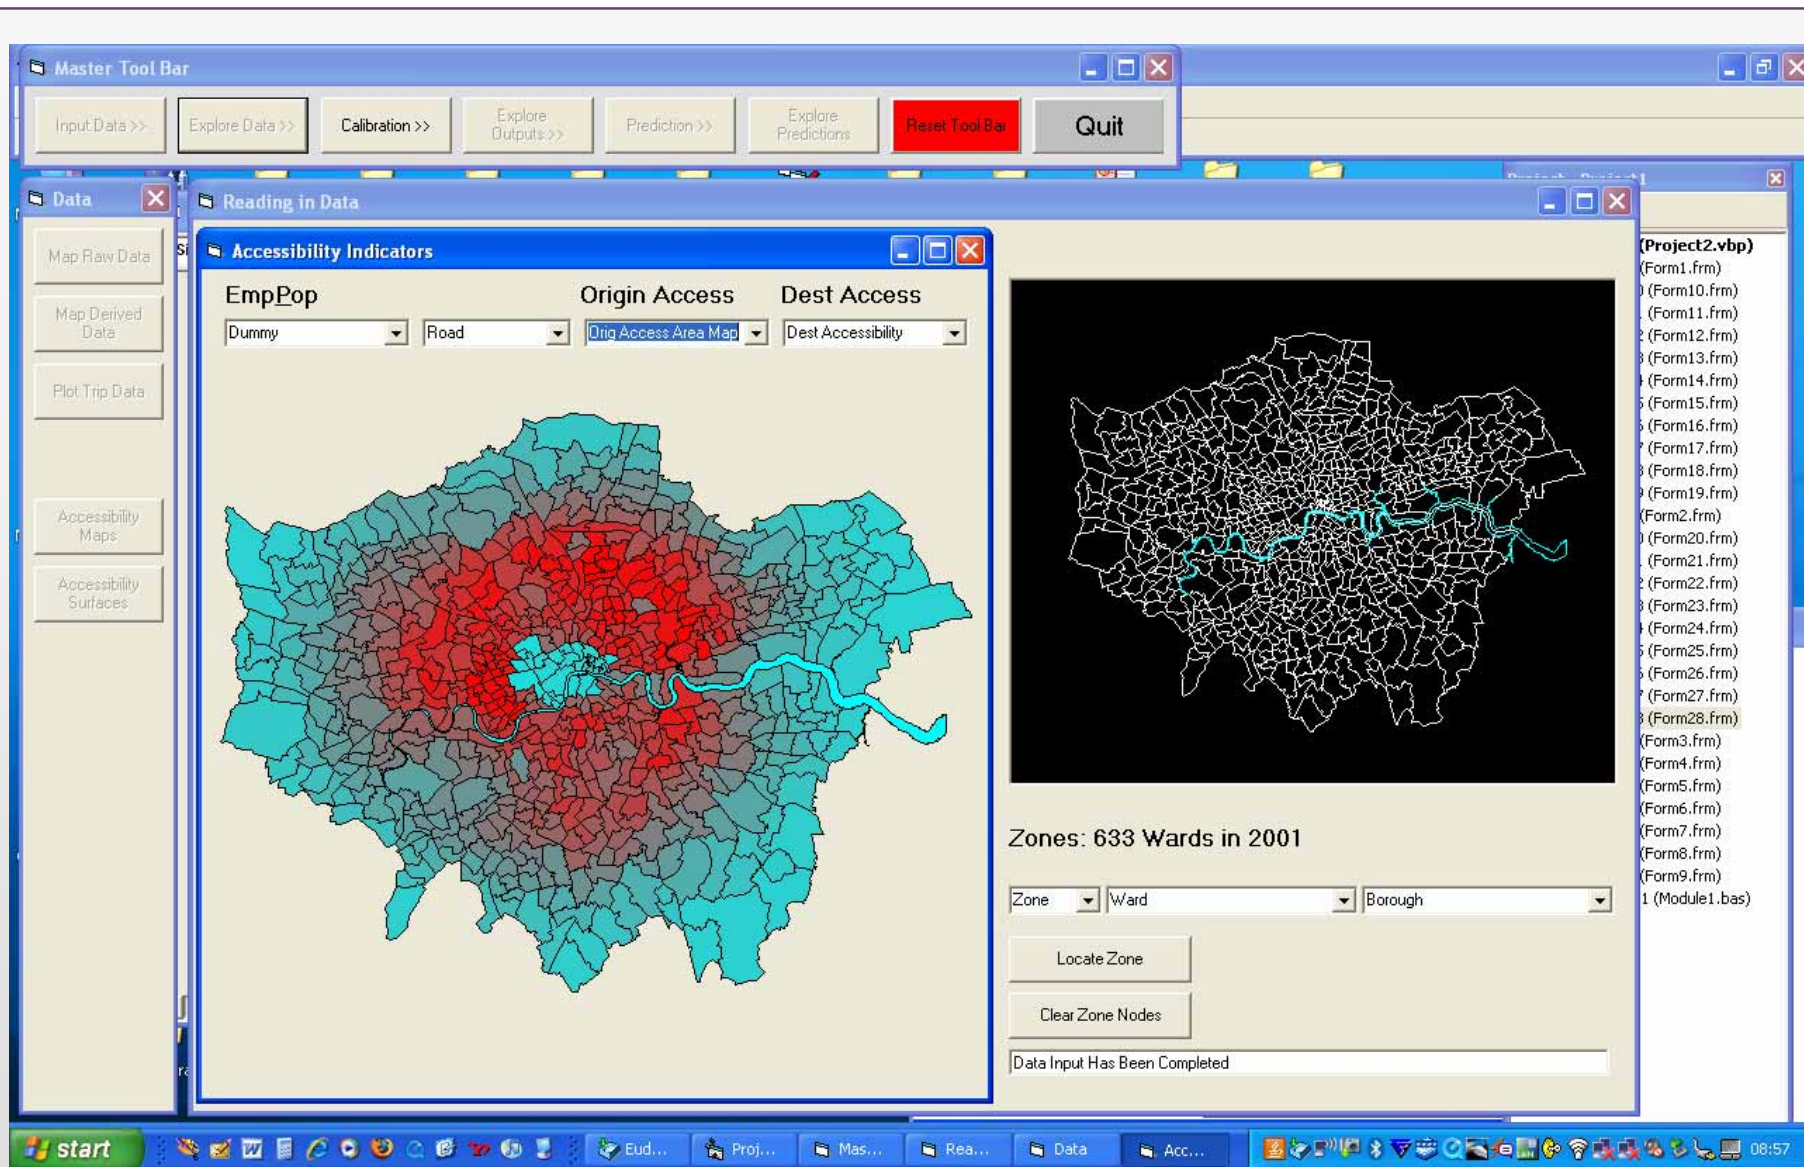 Master Tool Bar
Input Data >>
Explore Data >>
Calibration >>
Explore
Outputs >>
Prediction >>
Explore
Predictions
Reset Tool Bar
Quit
Data
Map Raw Data
Map Derived
Data
Plot Trip Data
Accessibility
Maps
Accessibility
Surfaces
Reading in Data
Accessibility Indicators
EmpPop
Origin Access
Dest Access
Dummy
Road
Orig Access Area Map
Dest Accessibility
Zones: 633 Wards in 2001
Zone
Ward
Borough
Locate Zone
Clear Zone Nodes
Data Input Has Been Completed
(Project2.vbp)
(Form1.frm)
(Form10.frm)
(Form11.frm)
(Form12.frm)
(Form13.frm)
(Form14.frm)
(Form15.frm)
(Form16.frm)
(Form17.frm)
(Form18.frm)
(Form19.frm)
(Form2.frm)
(Form20.frm)
(Form21.frm)
(Form22.frm)
(Form23.frm)
(Form24.frm)
(Form25.frm)
(Form26.frm)
(Form27.frm)
(Form28.frm)
(Form3.frm)
(Form4.frm)
(Form5.frm)
(Form6.frm)
(Form7.frm)
(Form8.frm)
(Form9.frm)
1 (Module1.bas)
start
Eud...
Proj...
Mas...
Rea...
Data
Acc...
08:57